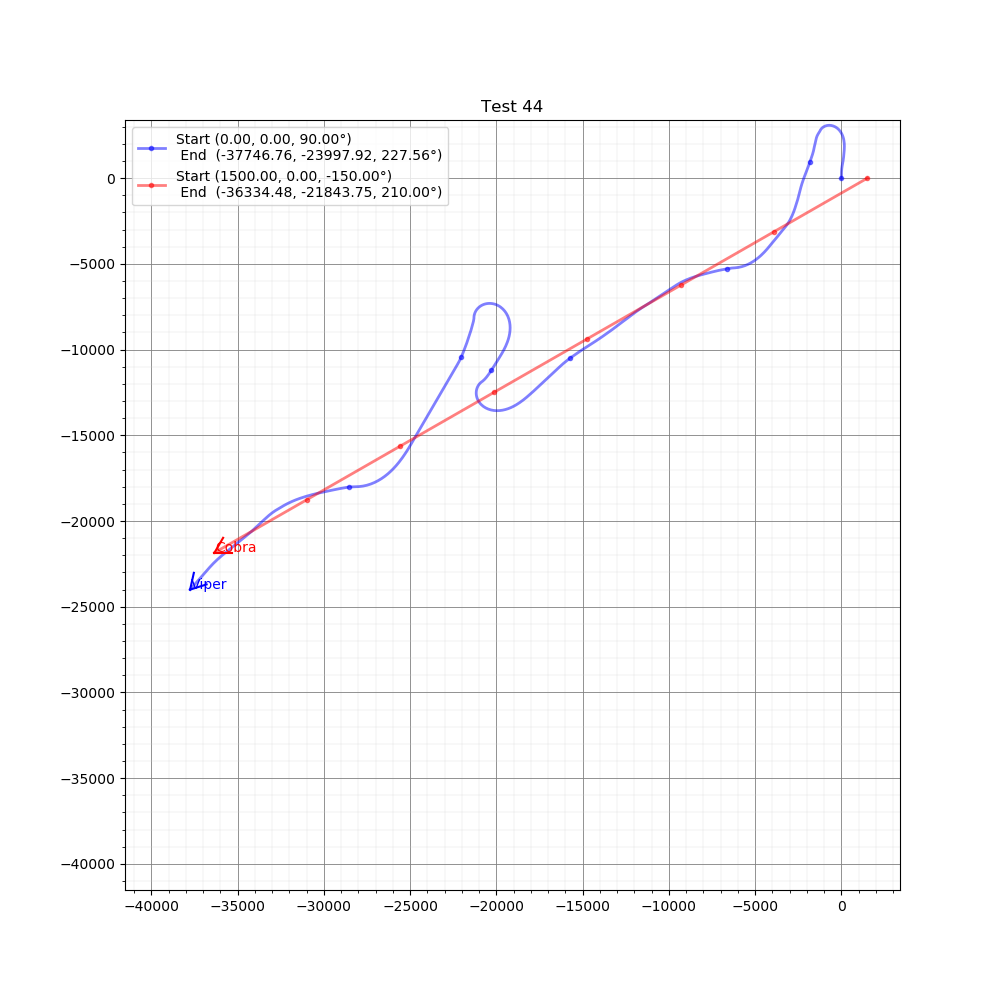 Test 44
Start (0.00, 0.00, 90.00°)
End  (-37746.76, -23997.92, 227.56°)
Start (1500.00, 0.00, -150.00°)
End  (-36334.48, -21843.75, 210.00°)
0
−5000
−10000
−15000
−20000
−25000
−30000
−35000
−40000
Cobra
Viper
−40000 −35000 −30000 −25000 −20000 −15000 −10000 −5000 0